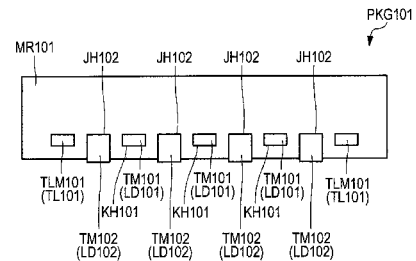 PKG101
MR101
JH102 JH102 JH102 JH102
TLM101 (TL101) TM101 (LD101) TM101 (LD101) TM101 (LD101) TLM101 (TL101)
KH101 KH101 KH101
TM102 (LD102) TM102 (LD102) TM102 (LD102) TM102 (LD102)